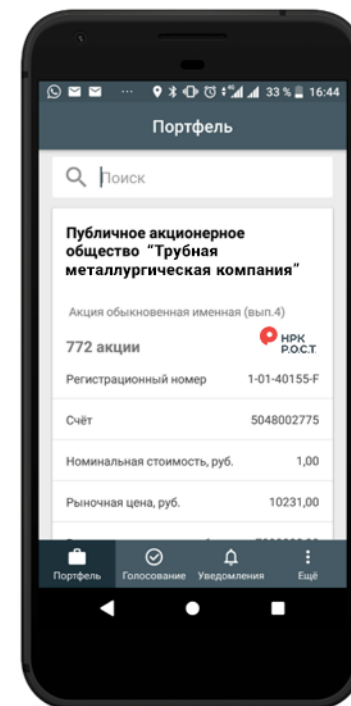 33 % 16:44
Портфель
Поиск
Публичное акционерное
общество “Трубная
металлургическая компания”
Акция обыкновенная именная (вып.4)
772 акции
НРК
Р.О.С.Т.
Регистрационный номер 1-01-40155-F
Счёт 5048002775
Номинальная стоимость, руб. 1,00
Рыночная цена, руб. 10231,00
Портфель Голосование Уведомления Ещё